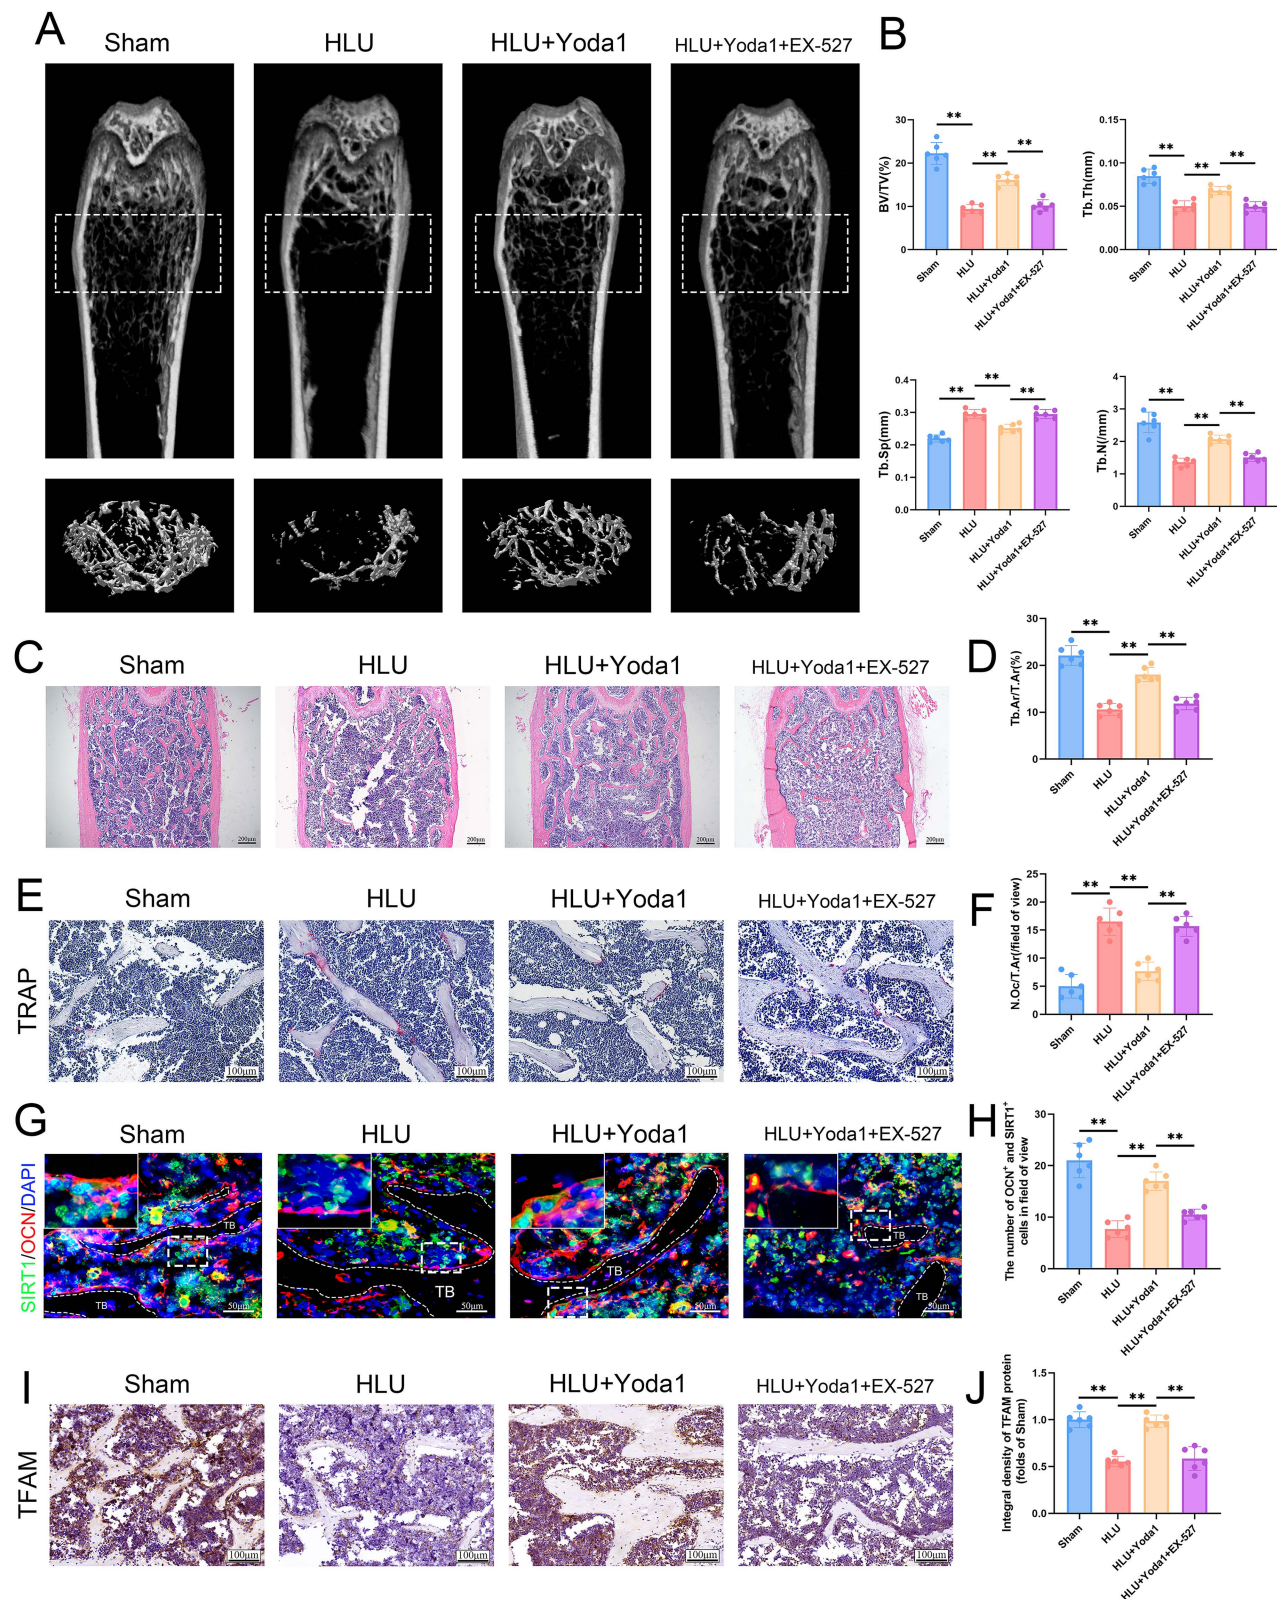 A
Sham
HLU
HLU+Yoda1
HLU+Yoda1+EX-527
B
BV/TV(%)
30
20
10
0
**
**
**
Sham
HLU
HLU+Yoda1
HLU+Yoda1+EX-527
Tb.Th(mm)
0.15
0.10
0.05
0.00
**
**
**
Sham
HLU
HLU+Yoda1
HLU+Yoda1+EX-527
Tb.Sp(mm)
0.4
0.3
0.2
0.1
0.0
**
**
**
Sham
HLU
HLU+Yoda1
HLU+Yoda1+EX-527
Tb.N(/mm)
4
3
2
1
0
**
**
**
Sham
HLU
HLU+Yoda1
HLU+Yoda1+EX-527
C
Sham
HLU
HLU+Yoda1
HLU+Yoda1+EX-527
200μm
200μm
200μm
200μm
D
Tb.Ar/T.Ar(%)
30
20
10
0
**
**
**
Sham
HLU
HLU+Yoda1
HLU+Yoda1+EX-527
E
Sham
HLU
HLU+Yoda1
HLU+Yoda1+EX-527
TRAP
100μm
100μm
100μm
100μm
F
N.Oc/T.Ar(/field of view)
25
20
15
10
5
0
**
**
**
Sham
HLU
HLU+Yoda1
HLU+Yoda1+EX-527
G
Sham
HLU
HLU+Yoda1
HLU+Yoda1+EX-527
SIRT1/OCN/DAPI
TB
TB
50μm
TB
50μm
TB
50μm
TB
TB
50μm
H
The number of OCN⁺ and SIRT1⁺
cells in field of view
30
20
10
0
**
**
**
Sham
HLU
HLU+Yoda1
HLU+Yoda1+EX-527
I
Sham
HLU
HLU+Yoda1
HLU+Yoda1+EX-527
TFAM
100μm
100μm
100μm
100μm
J
Integral density of TFAM protein
(folds of Sham)
1.5
1.0
0.5
0.0
**
**
**
Sham
HLU
HLU+Yoda1
HLU+Yoda1+EX-527